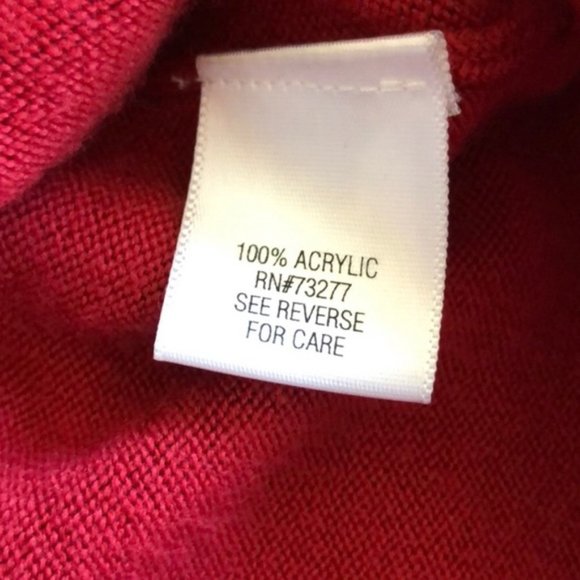 100% ACRYLIC
RN#73277
SEE REVERSE
FOR CARE